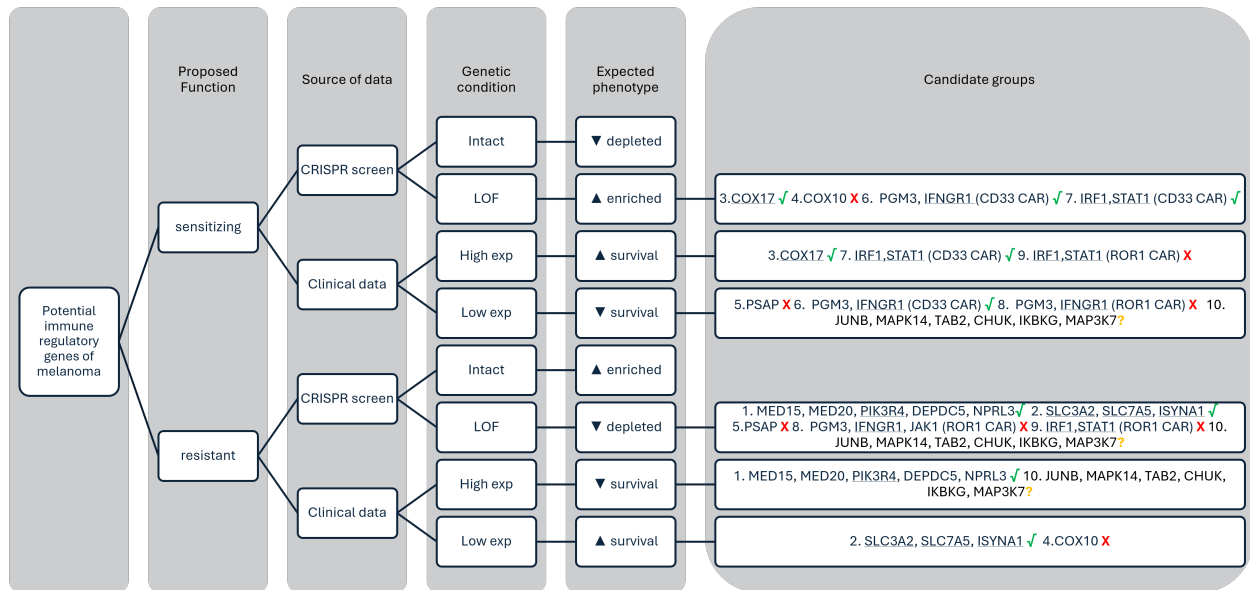 Proposed
Function
Source of data
Genetic
condition
Expected
phenotype
Candidate groups
Potential
immune
regulatory
genes of
melanoma
sensitizing
resistant
CRISPR screen
Clinical data
CRISPR screen
Clinical data
Intact
▼ depleted
LOF
▲ enriched
3.COX17 √ 4.COX10 X 6. PGM3, IFNGR1 (CD33 CAR) √ 7. IRF1,STAT1 (CD33 CAR) √
High exp
▲ survival
3.COX17 √ 7. IRF1,STAT1 (CD33 CAR) √ 9. IRF1,STAT1 (ROR1 CAR) X
Low exp
▼ survival
5.PSAP X 6. PGM3, IFNGR1 (CD33 CAR) √ 8. PGM3, IFNGR1 (ROR1 CAR) X 10.
JUNB, MAPK14, TAB2, CHUK, IKBKG, MAP3K7?
Intact
▲ enriched
LOF
▼ depleted
1. MED15, MED20, PIK3R4, DEPDC5, NPRL3√ 2. SLC3A2, SLC7A5, ISYNA1 √
5.PSAP X 8. PGM3, IFNGR1, JAK1 (ROR1 CAR) X 9. IRF1,STAT1 (ROR1 CAR) X 10.
JUNB, MAPK14, TAB2, CHUK, IKBKG, MAP3K7?
High exp
▼ survival
1. MED15, MED20, PIK3R4, DEPDC5, NPRL3 √ 10. JUNB, MAPK14, TAB2, CHUK,
IKBKG, MAP3K7?
Low exp
▲ survival
2. SLC3A2, SLC7A5, ISYNA1 √ 4.COX10 X